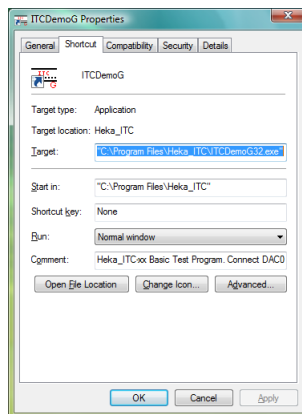 ITCDemoG Properties
General Shortcut Compatibility Security Details
ITC
G
ITCDemoG
Target type: Application
Target location: Heka_ITC
Target: "C:\Program Files\Heka_ITC\ITCDemoG32.exe"
Start in: "C:\Program Files\Heka_ITC"
Shortcut key: None
Run: Normal window
Comment: Heka_ITC-xx Basic Test Program. Connect DAC0
Open File Location Change Icon... Advanced...
OK Cancel Apply